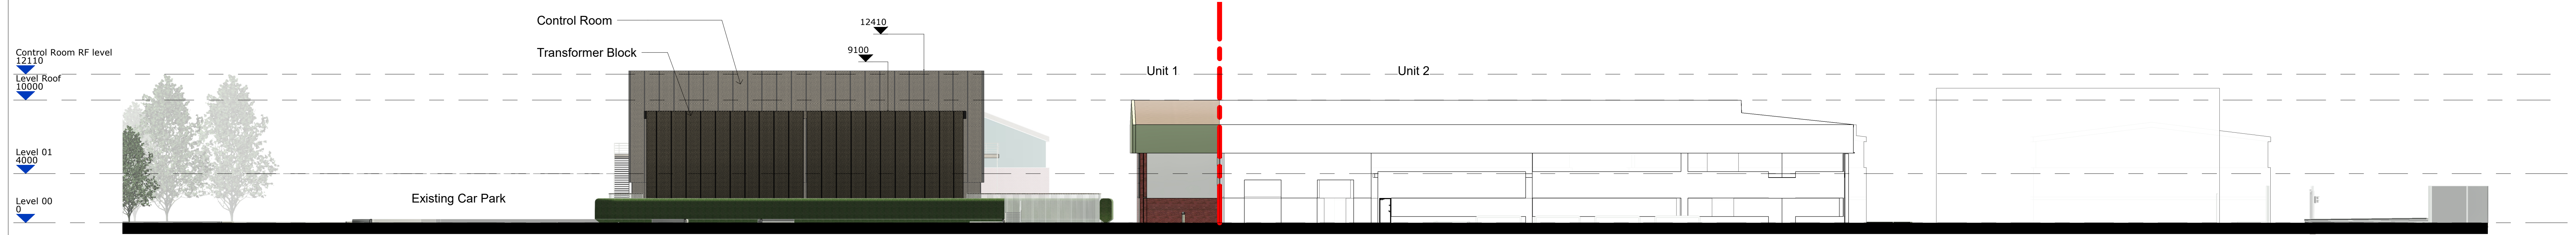 Control Room RF level
12110
Level Roof
10000
Level 01
4000
Level 00
0
Control Room
Transformer Block
12410
9100
Existing Car Park
Unit 1
Unit 2